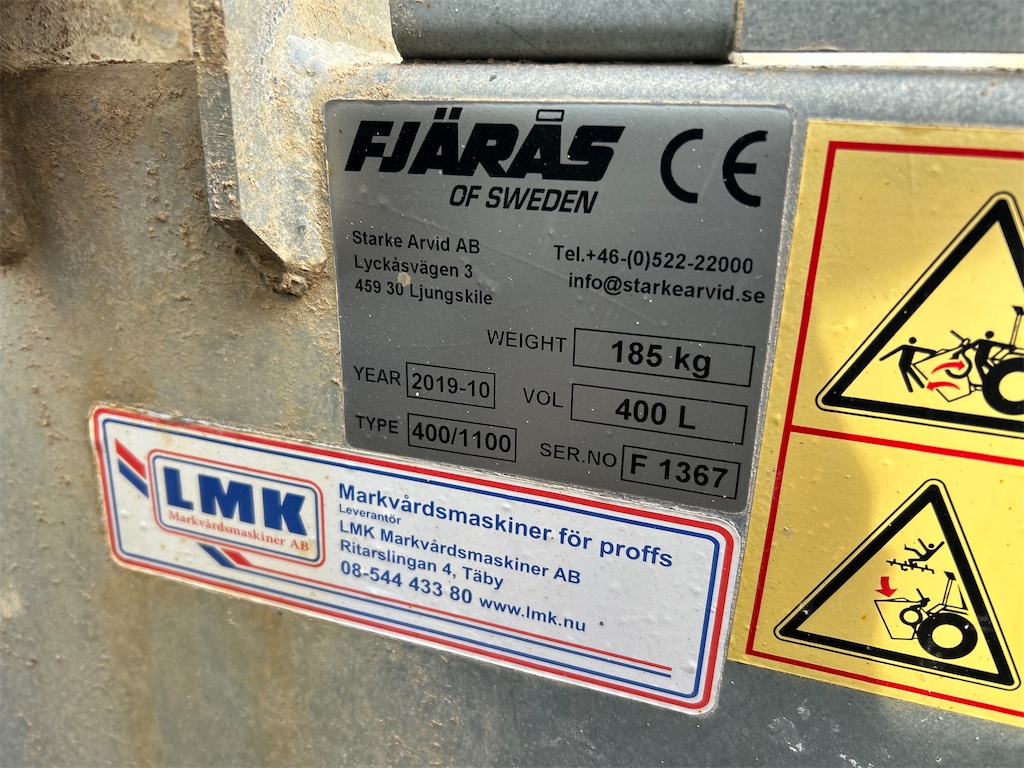 FJÄRÅS
OF SWEDEN
CE
Starke Arvid AB
Lyckåsvägen 3
459 30 Ljungskile
Tel.+46-(0)522-22000
info@starkearvid.se
WEIGHT 185 kg
YEAR 2019-10
VOL 400 L
TYPE 400/1100
SER.NO F 1367
LMK
Markvårdsmaskiner AB
Markvårdsmaskiner för proffs
Leverantör
LMK Markvårdsmaskiner AB
Ritarslingan 4, Täby
08-544 433 80 www.lmk.nu